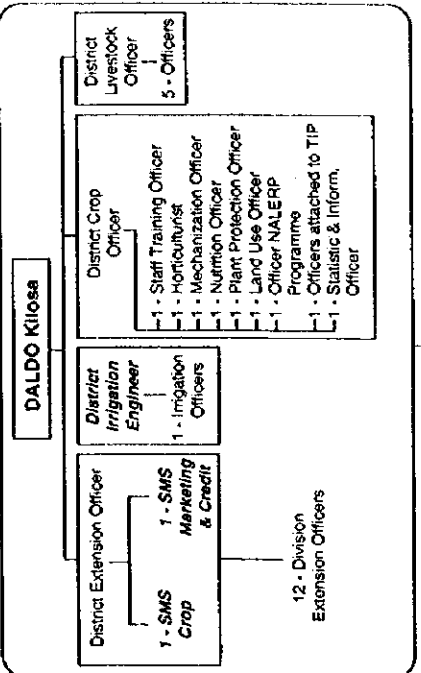 DALDO Kilosa
District Extension Officer
1 - SMS
Crop
1 - SMS
Marketing
& Credit
12 - Division
Extension Officers
District
Irrigation
Engineer
1 - Irrigation
Officers
District Crop
Officer
1 - Staff Training Officer
1 - Horticulturist
1 - Mechanization Officer
1 - Nutrition Officer
1 - Plant Protection Officer
1 - Land Use Officer
1 - Officer NALERP
Programme
1 - Officers attached to TIP
1 - Statistic & Inform.
Officer
District
Livestock
Officer
5 - Officers